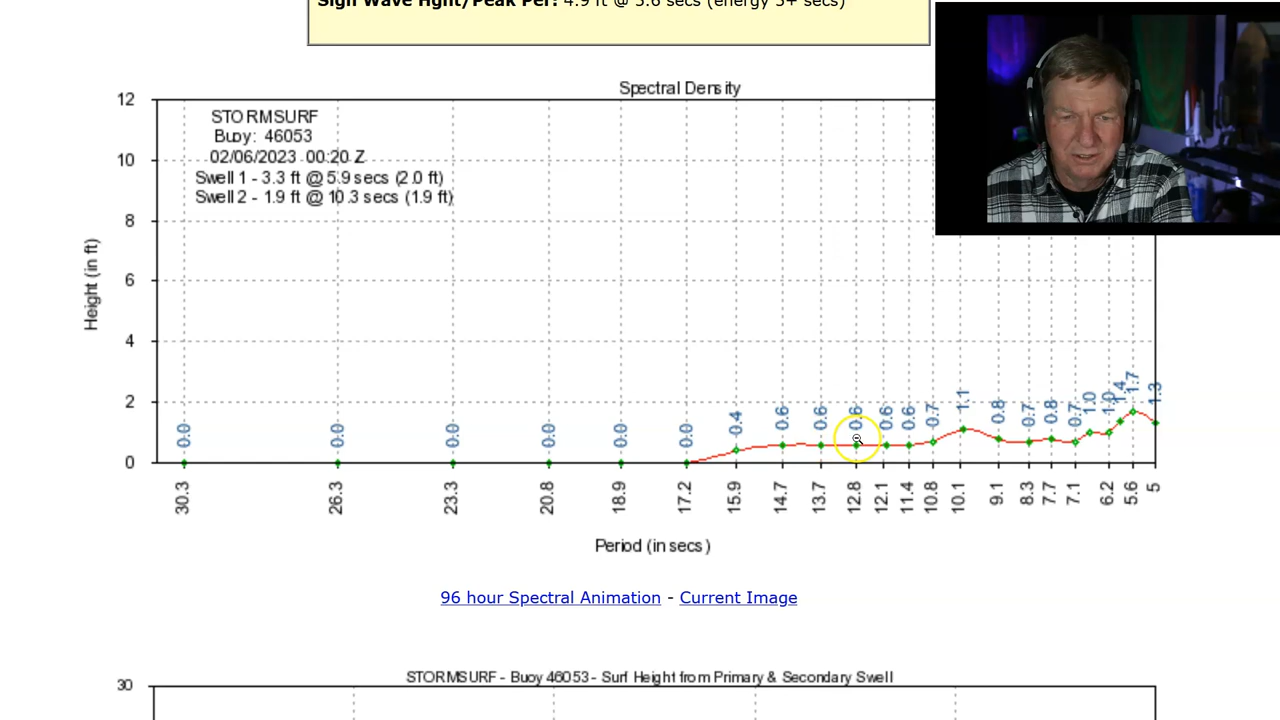 Sign Wave Hght/Peak Per: 4.9 ft @ 5.6 secs (energy 5+ secs)
Spectral Density
STORMSURF
Buoy: 46053
02/06/2023 00:20 Z
Swell 1 - 3.3 ft @ 5.9 secs (2.0 ft)
Swell 2 - 1.9 ft @ 10.3 secs (1.9 ft)
12
10
8
6
4
2
0
Height (in ft)
0.0 0.0 0.0 0.0 0.0 0.0 0.4 0.6 0.6 0.6 0.6 0.6 0.7 1.1 0.8 0.7 0.8 0.7 1.0 1.0 1.4 1.7 1.3
30.3 26.3 23.3 20.8 18.9 17.2 15.9 14.7 13.7 12.8 12.1 11.4 10.8 10.1 9.1 8.3 7.7 7.1 6.2 5.6 5
Period (in secs)
96 hour Spectral Animation - Current Image
STORMSURF - Buoy 46053 - Surf Height from Primary & Secondary Swell
30